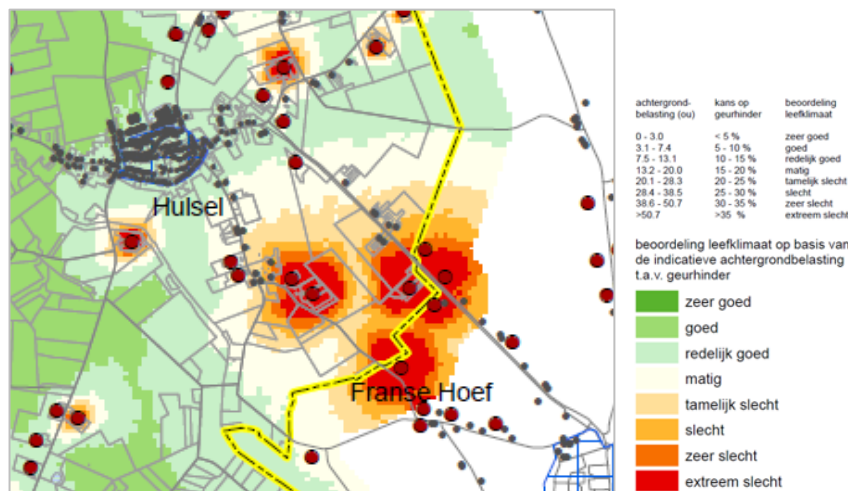 Hulsel
Franse Hoef
achtergrond-
belasting (ou)
kans op
geurhinder
beoordeling
leefklimaat
0 - 3.0 < 5 % zeer goed
3.1 - 7.4 5 - 10 % goed
7.5 - 13.1 10 - 15 % redelijk goed
13.2 - 20.0 15 - 20 % matig
20.1 - 28.3 20 - 25 % tamelijk slecht
28.4 - 38.5 25 - 30 % slecht
38.6 - 50.7 30 - 35 % zeer slecht
>50.7 >35 % extreem slecht
beoordeling leefklimaat op basis van
de indicatieve achtergrondbelasting
t.a.v. geurhinder
zeer goed
goed
redelijk goed
matig
tamelijk slecht
slecht
zeer slecht
extreem slecht